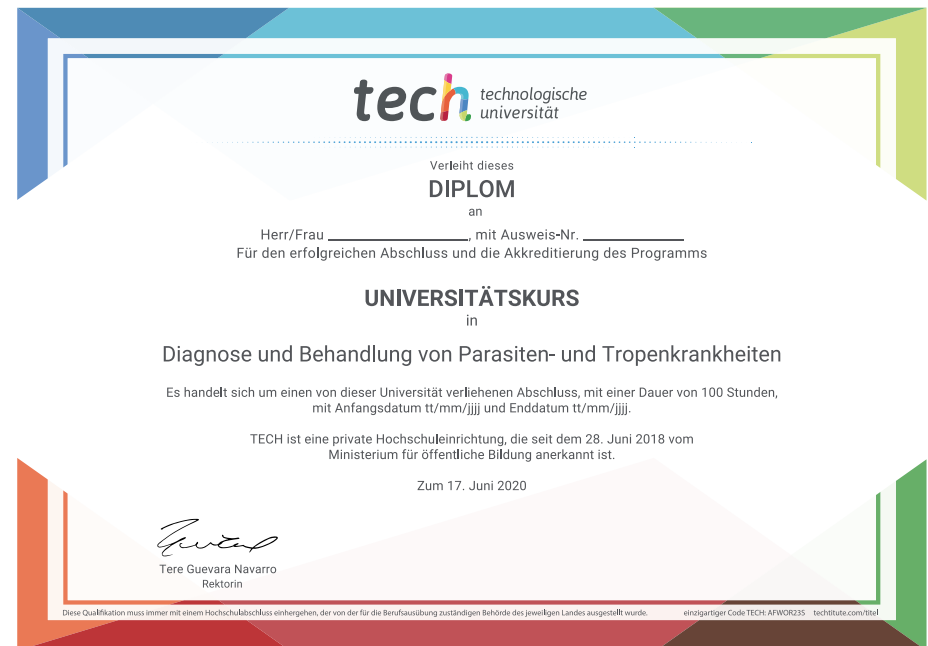 tech technologische
universität
Verleiht dieses
DIPLOM
an
Herr/Frau __________________, mit Ausweis-Nr. _____________
Für den erfolgreichen Abschluss und die Akkreditierung des Programms
UNIVERSITÄTSKURS
in
Diagnose und Behandlung von Parasiten- und Tropenkrankheiten
Es handelt sich um einen von dieser Universität verliehenen Abschluss, mit einer Dauer von 100 Stunden,
mit Anfangsdatum tt/mm/jjjj und Enddatum tt/mm/jjjj.
TECH ist eine private Hochschuleinrichtung, die seit dem 28. Juni 2018 vom
Ministerium für öffentliche Bildung anerkannt ist.
Zum 17. Juni 2020
Tere Guevara Navarro
Rektorin
Diese Qualifikation muss immer mit einem Hochschulabschluss einhergehen, der von der für die Berufsausübung zuständigen Behörde des jeweiligen Landes ausgestellt wurde. einzigartiger Code TECH: AFWOR23S techtitute.com/titel